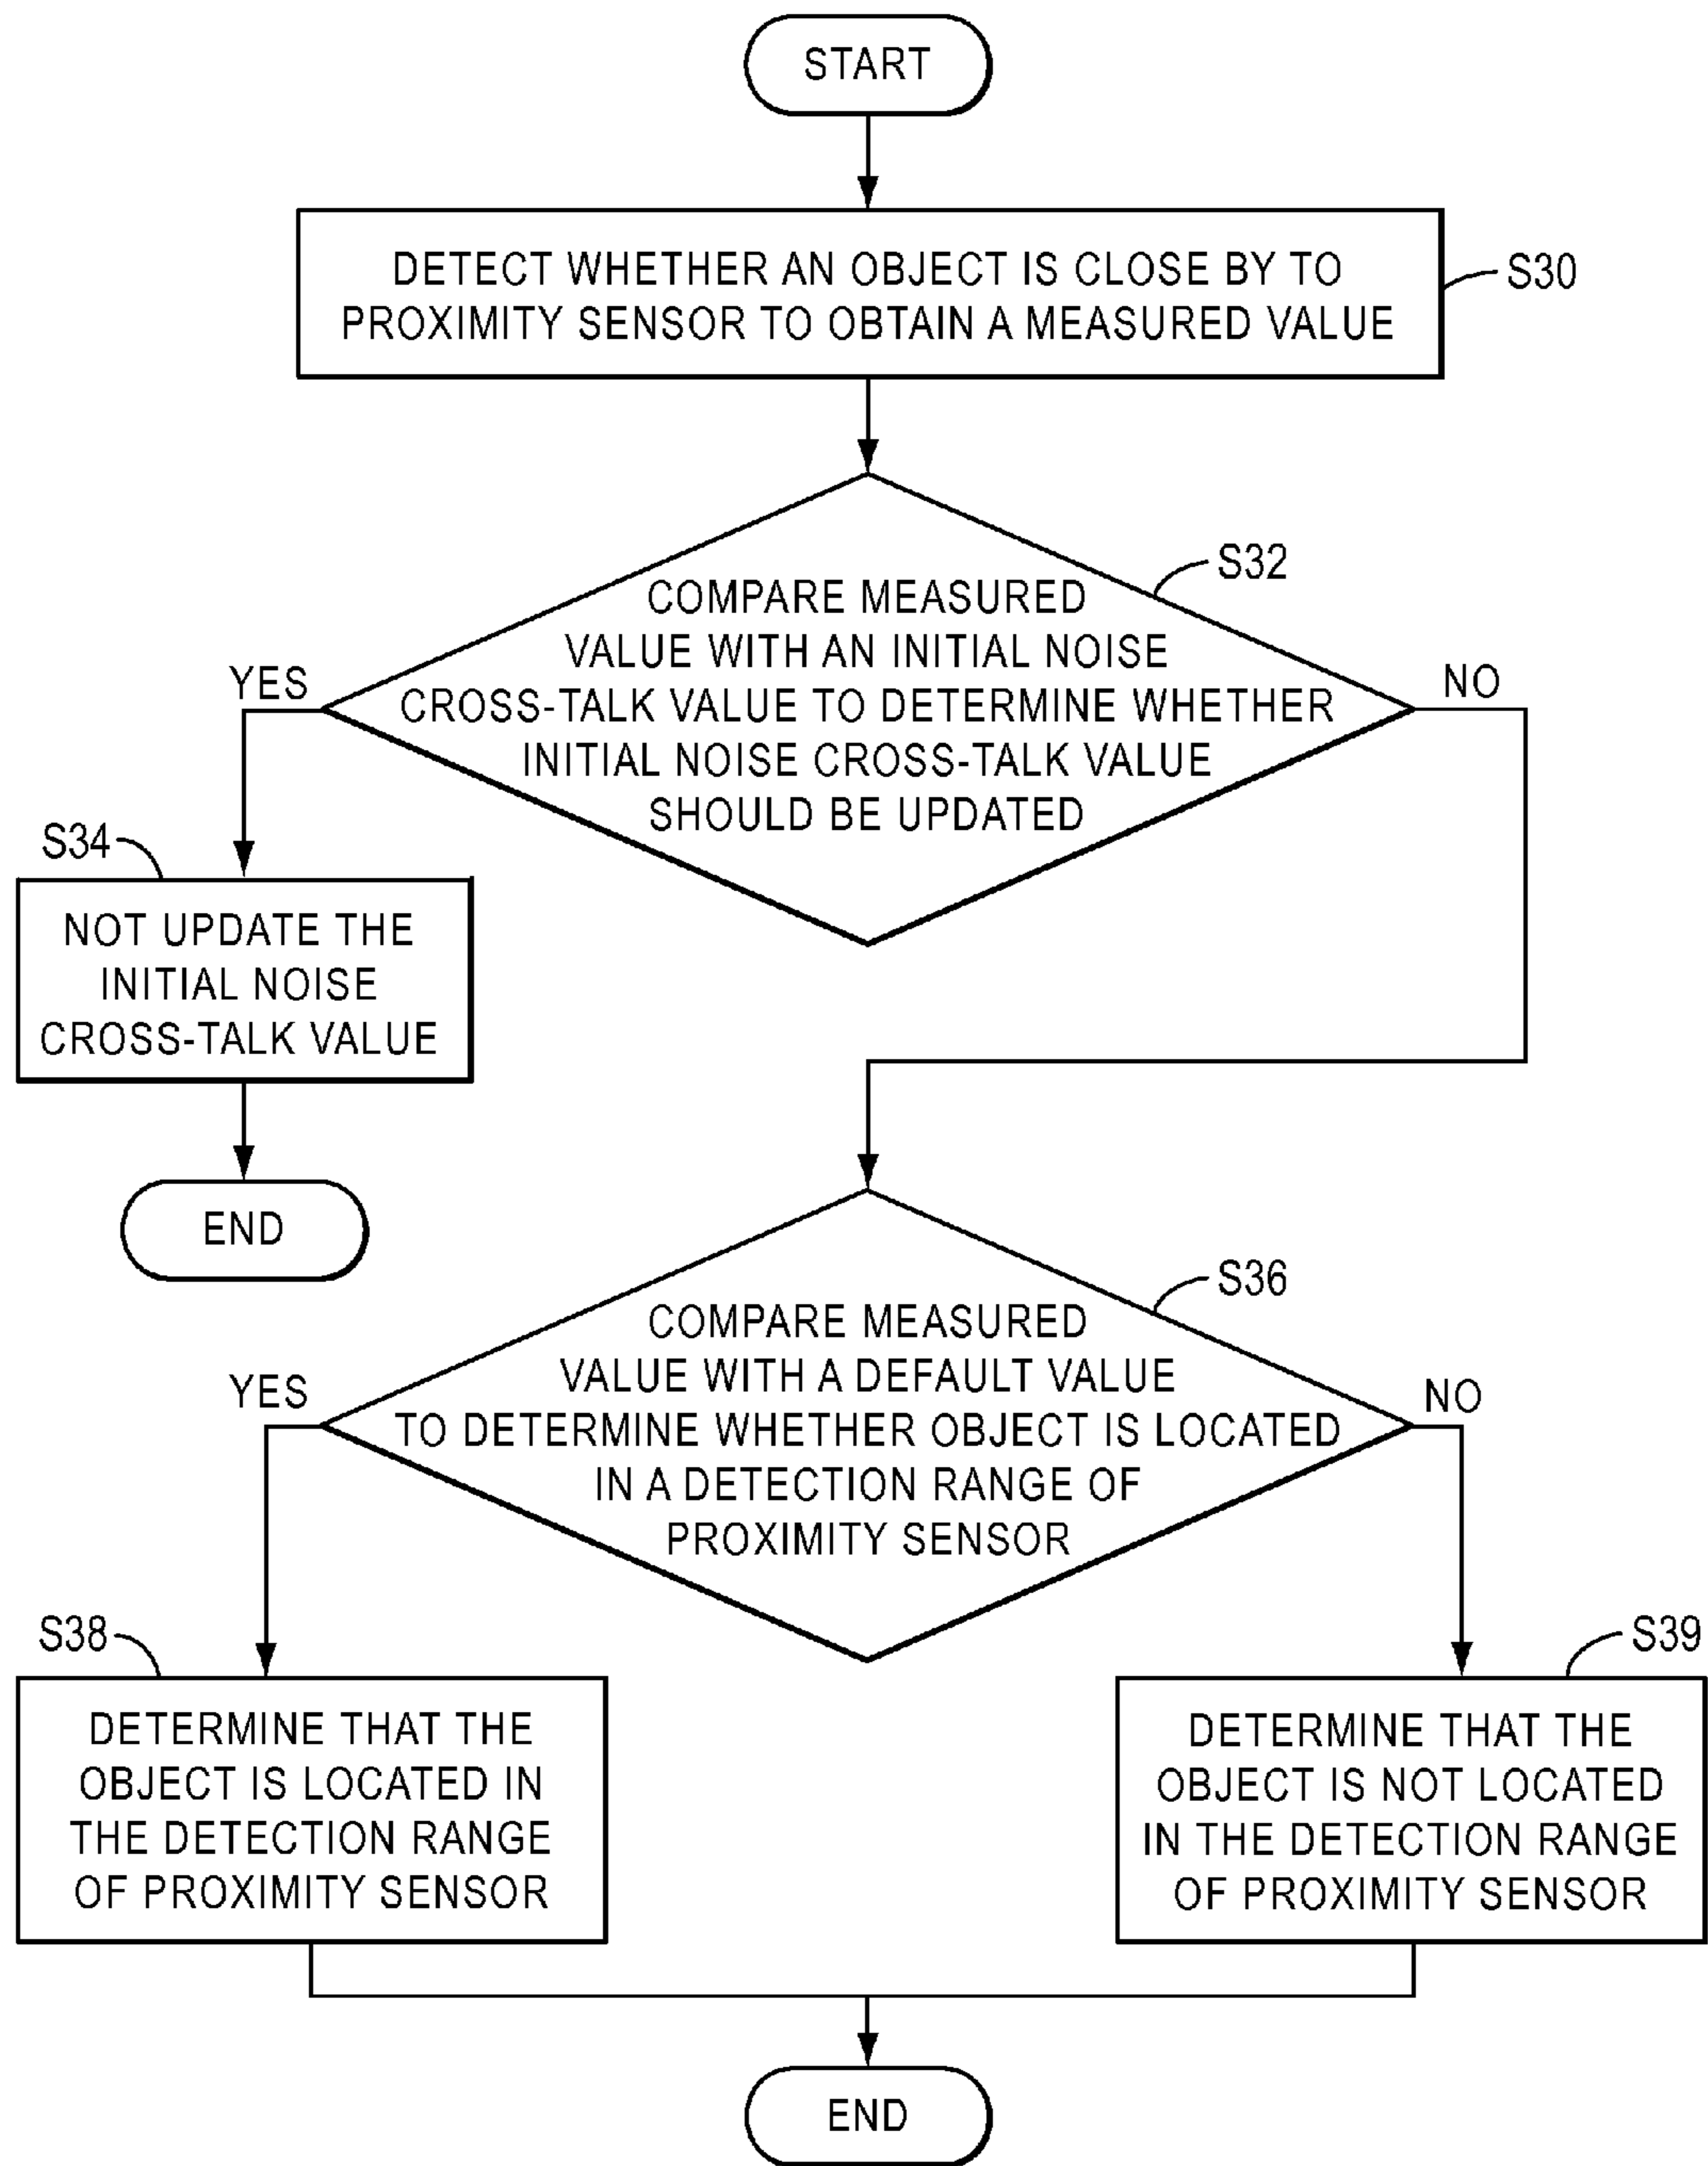 START
DETECT WHETHER AN OBJECT IS CLOSE BY TO
PROXIMITY SENSOR TO OBTAIN A MEASURED VALUE
S30
S32
COMPARE MEASURED
VALUE WITH AN INITIAL NOISE
CROSS-TALK VALUE TO DETERMINE WHETHER
INITIAL NOISE CROSS-TALK VALUE
SHOULD BE UPDATED
YES
NO
S34
NOT UPDATE THE
INITIAL NOISE
CROSS-TALK VALUE
END
S36
COMPARE MEASURED
VALUE WITH A DEFAULT VALUE
TO DETERMINE WHETHER OBJECT IS LOCATED
IN A DETECTION RANGE OF
PROXIMITY SENSOR
YES
NO
S38
DETERMINE THAT THE
OBJECT IS LOCATED IN
THE DETECTION RANGE
OF PROXIMITY SENSOR
S39
DETERMINE THAT THE
OBJECT IS NOT LOCATED
IN THE DETECTION RANGE
OF PROXIMITY SENSOR
END